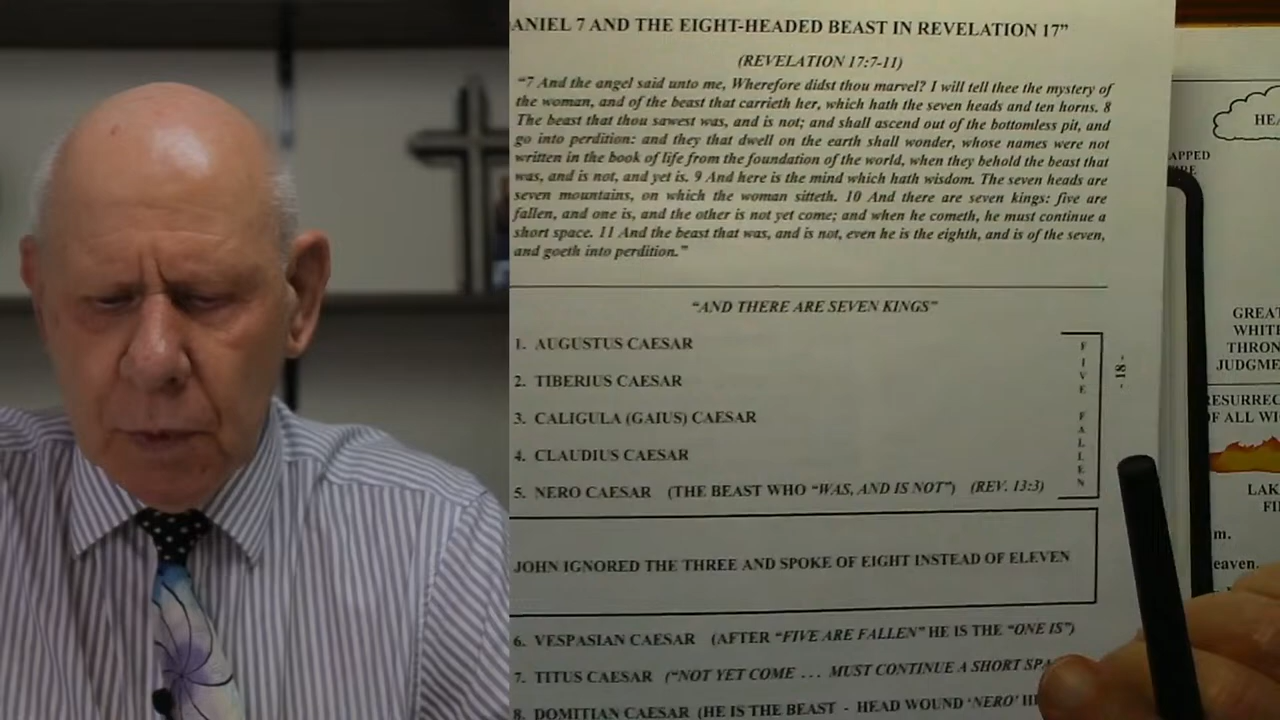 ANIEL 7 AND THE EIGHT-HEADED BEAST IN REVELATION 17”
(REVELATION 17:7-11)
“7 And the angel said unto me, Wherefore didst thou marvel? I will tell thee the mystery of
the woman, and of the beast that carrieth her, which hath the seven heads and ten horns. 8
The beast that thou sawest was, and is not; and shall ascend out of the bottomless pit, and
go into perdition: and they that dwell on the earth shall wonder, whose names were not
written in the book of life from the foundation of the world, when they behold the beast that
was, and is not, and yet is. 9 And here is the mind which hath wisdom. The seven heads are
seven mountains, on which the woman sitteth. 10 And there are seven kings: five are
fallen, and one is, and the other is not yet come; and when he cometh, he must continue a
short space. 11 And the beast that was, and is not, even he is the eighth, and is of the seven,
and goeth into perdition.”
“AND THERE ARE SEVEN KINGS”
1. AUGUSTUS CAESAR
2. TIBERIUS CAESAR
3. CALIGULA (GAIUS) CAESAR
4. CLAUDIUS CAESAR
5. NERO CAESAR (THE BEAST WHO “WAS, AND IS NOT”) (REV. 13:3)
FIVE FALLEN
- 18 -
JOHN IGNORED THE THREE AND SPOKE OF EIGHT INSTEAD OF ELEVEN
6. VESPASIAN CAESAR (AFTER “FIVE ARE FALLEN” HE IS THE “ONE IS”)
7. TITUS CAESAR (“NOT YET COME ... MUST CONTINUE A SHORT SPA
8. DOMITIAN CAESAR (HE IS THE BEAST - HEAD WOUND ‘NERO’ H
HEA
APPED
GREA
WHITE
THRON
JUDGME
RESURREC
OF ALL WI
LAK
FI
m.
eaven.